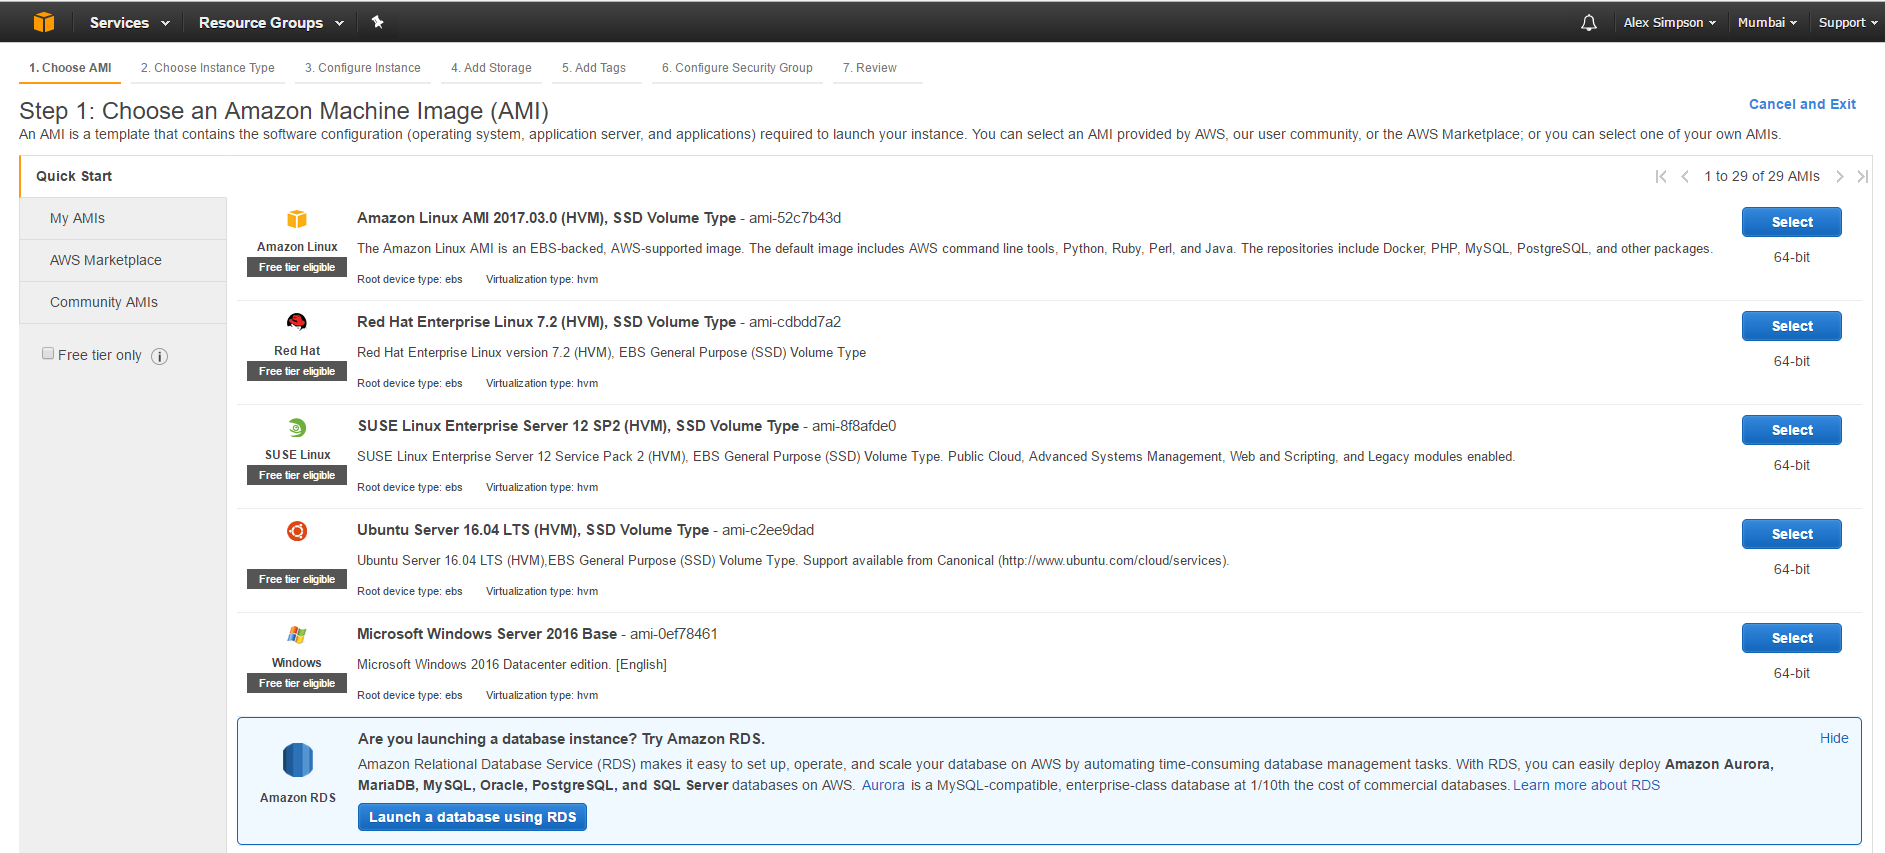 Services Resource Groups Alex Simpson Mumbai Support
1. Choose AMI 2. Choose Instance Type 3. Configure Instance 4. Add Storage 5. Add Tags 6. Configure Security Group 7. Review
Step 1: Choose an Amazon Machine Image (AMI)
Cancel and Exit
An AMI is a template that contains the software configuration (operating system, application server, and applications) required to launch your instance. You can select an AMI provided by AWS, our user community, or the AWS Marketplace; or you can select one of your own AMIs.
Quick Start
1 to 29 of 29 AMIs
My AMIs
AWS Marketplace
Community AMIs
Free tier only
Amazon Linux
Free tier eligible
Amazon Linux AMI 2017.03.0 (HVM), SSD Volume Type - ami-52c7b43d
The Amazon Linux AMI is an EBS-backed, AWS-supported image. The default image includes AWS command line tools, Python, Ruby, Perl, and Java. The repositories include Docker, PHP, MySQL, PostgreSQL, and other packages.
Root device type: ebs Virtualization type: hvm
Select
64-bit
Red Hat
Free tier eligible
Red Hat Enterprise Linux 7.2 (HVM), SSD Volume Type - ami-cdbdd7a2
Red Hat Enterprise Linux version 7.2 (HVM), EBS General Purpose (SSD) Volume Type
Root device type: ebs Virtualization type: hvm
Select
64-bit
SUSE Linux
Free tier eligible
SUSE Linux Enterprise Server 12 SP2 (HVM), SSD Volume Type - ami-8f8afde0
SUSE Linux Enterprise Server 12 Service Pack 2 (HVM), EBS General Purpose (SSD) Volume Type. Public Cloud, Advanced Systems Management, Web and Scripting, and Legacy modules enabled.
Root device type: ebs Virtualization type: hvm
Select
64-bit
Free tier eligible
Ubuntu Server 16.04 LTS (HVM), SSD Volume Type - ami-c2ee9dad
Ubuntu Server 16.04 LTS (HVM),EBS General Purpose (SSD) Volume Type. Support available from Canonical (http://www.ubuntu.com/cloud/services).
Root device type: ebs Virtualization type: hvm
Select
64-bit
Windows
Free tier eligible
Microsoft Windows Server 2016 Base - ami-0ef78461
Microsoft Windows 2016 Datacenter edition. [English]
Root device type: ebs Virtualization type: hvm
Select
64-bit
Amazon RDS
Are you launching a database instance? Try Amazon RDS.
Hide
Amazon Relational Database Service (RDS) makes it easy to set up, operate, and scale your database on AWS by automating time-consuming database management tasks. With RDS, you can easily deploy Amazon Aurora,
MariaDB, MySQL, Oracle, PostgreSQL, and SQL Server databases on AWS. Aurora is a MySQL-compatible, enterprise-class database at 1/10th the cost of commercial databases. Learn more about RDS
Launch a database using RDS